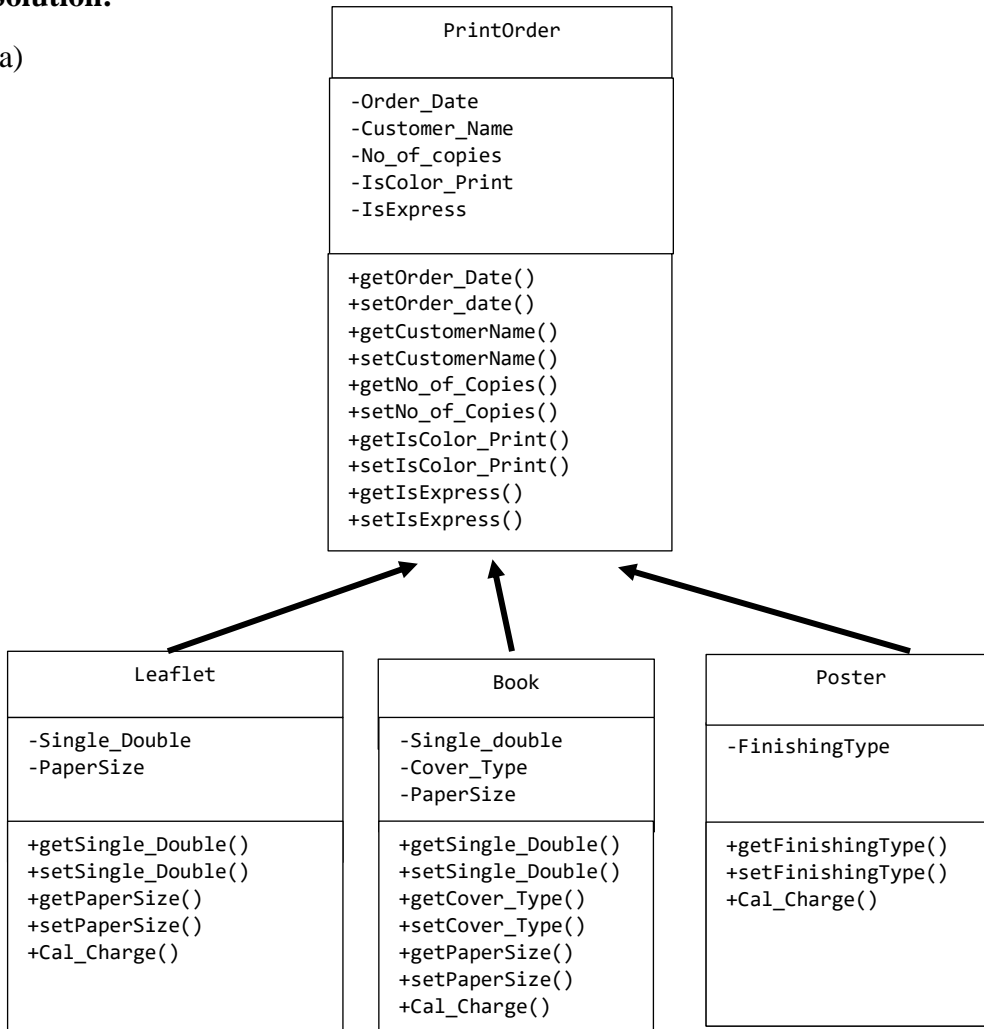 Solution:
a)
PrintOrder
-Order_Date
-Customer_Name
-No_of_copies
-IsColor_Print
-IsExpress
+getOrder_Date()
+setOrder_date()
+getCustomerName()
+setCustomerName()
+getNo_of_Copies()
+setNo_of_Copies()
+getIsColor_Print()
+setIsColor_Print()
+getIsExpress()
+setIsExpress()
Leaflet
-Single_Double
-PaperSize
+getSingle_Double()
+setSingle_Double()
+getPaperSize()
+setPaperSize()
+Cal_Charge()
Book
-Single_double
-Cover_Type
-PaperSize
+getSingle_Double()
+setSingle_Double()
+getCover_Type()
+setCover_Type()
+getPaperSize()
+setPaperSize()
+Cal_Charge()
Poster
-FinishingType
+getFinishingType()
+setFinishingType()
+Cal_Charge()